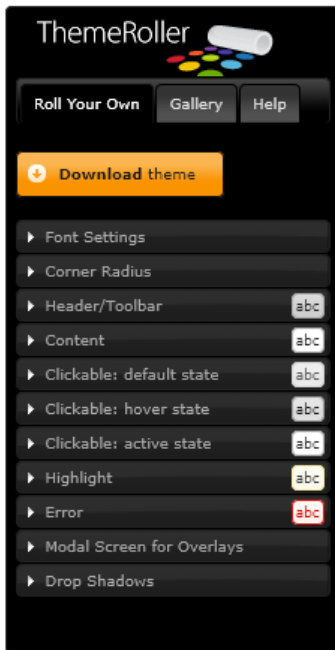 ThemeRoller
Roll Your Own Gallery Help
Download theme
Font Settings
Corner Radius
Header/Toolbar abc
Content abc
Clickable: default state abc
Clickable: hover state abc
Clickable: active state abc
Highlight abc
Error abc
Modal Screen for Overlays
Drop Shadows